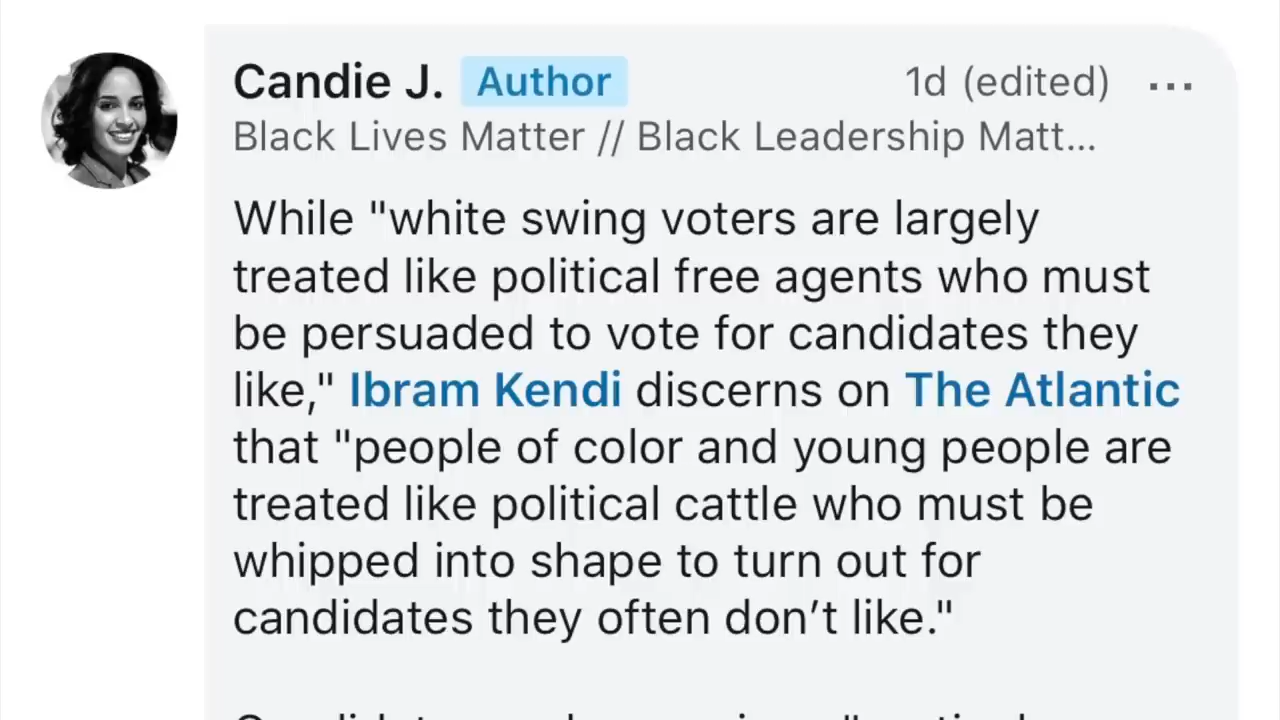 Candie J. Author 1d (edited) ...
Black Lives Matter // Black Leadership Matt...
While "white swing voters are largely
treated like political free agents who must
be persuaded to vote for candidates they
like," Ibram Kendi discerns on The Atlantic
that "people of color and young people are
treated like political cattle who must be
whipped into shape to turn out for
candidates they often don’t like."